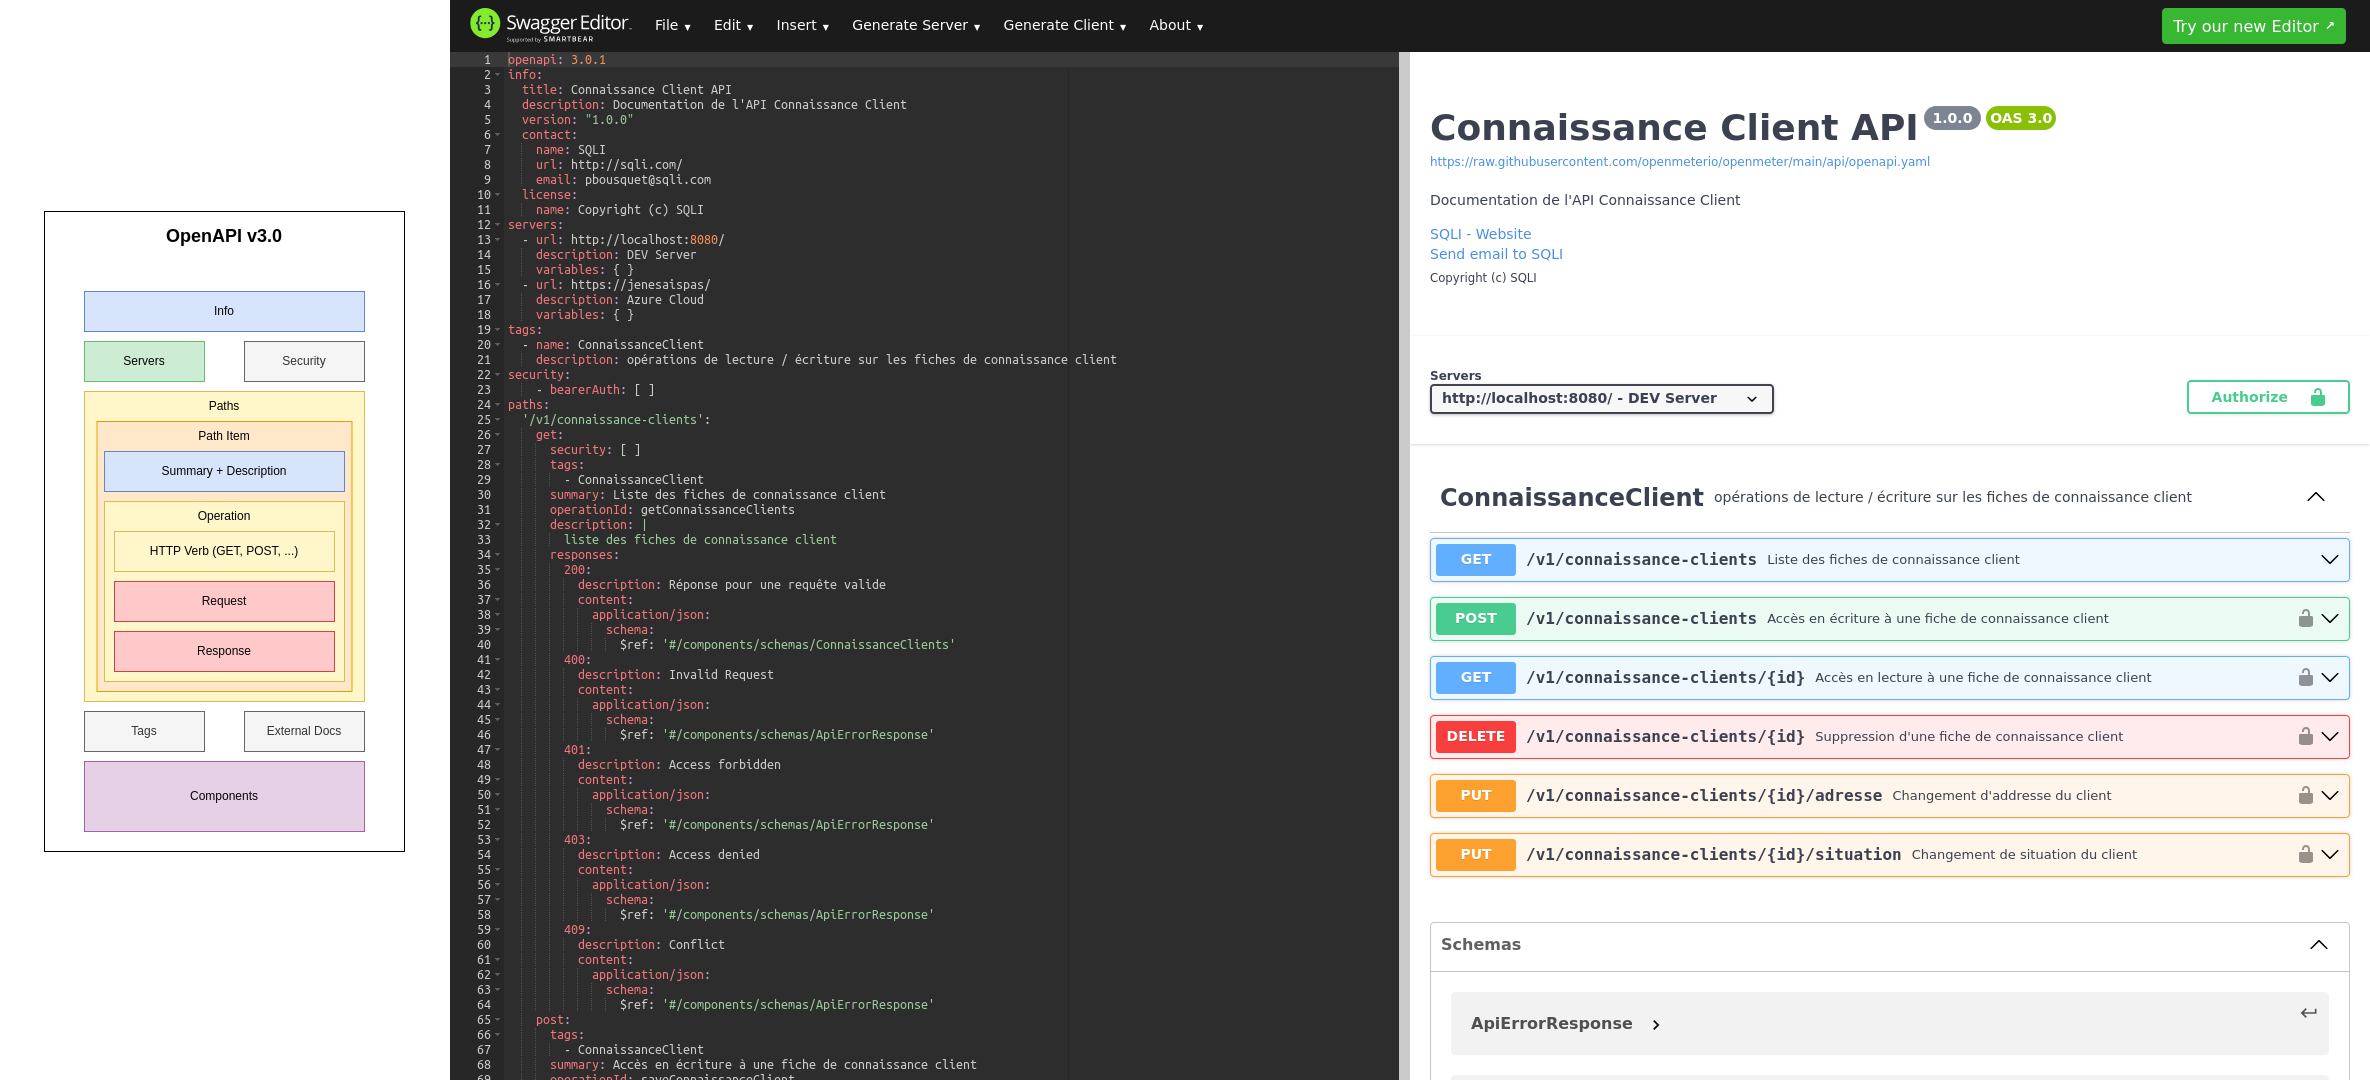 OpenAPI v3.0
Info
Servers
Security
Paths
Path Item
Summary + Description
Operation
HTTP Verb (GET, POST, ...)
Request
Response
Tags
External Docs
Components
Swagger Editor
Supported by SMARTBEAR
File
Edit
Insert
Generate Server
Generate Client
About
Try our new Editor ↗
1 openapi: 3.0.1
2 info:
3 title: Connaissance Client API
4 description: Documentation de l'API Connaissance Client
5 version: "1.0.0"
6 contact:
7 name: SQLI
8 url: http://sqli.com/
9 email: pbousquet@sqli.com
10 license:
11 name: Copyright (c) SQLI
12 servers:
13 - url: http://localhost:8080/
14 description: DEV Server
15 variables: { }
16 - url: https://jenesaispas/
17 description: Azure Cloud
18 variables: { }
19 tags:
20 - name: ConnaissanceClient
21 description: opérations de lecture / écriture sur les fiches de connaissance client
22 security:
23 - bearerAuth: [ ]
24 paths:
25 '/v1/connaissance-clients':
26 get:
27 security: [ ]
28 tags:
29 - ConnaissanceClient
30 summary: Liste des fiches de connaissance client
31 operationId: getConnaissanceClients
32 description: |
33 liste des fiches de connaissance client
34 responses:
35 200:
36 description: Réponse pour une requête valide
37 content:
38 application/json:
39 schema:
40 $ref: '#/components/schemas/ConnaissanceClients'
41 400:
42 description: Invalid Request
43 content:
44 application/json:
45 schema:
46 $ref: '#/components/schemas/ApiErrorResponse'
47 401:
48 description: Access forbidden
49 content:
50 application/json:
51 schema:
52 $ref: '#/components/schemas/ApiErrorResponse'
53 403:
54 description: Access denied
55 content:
56 application/json:
57 schema:
58 $ref: '#/components/schemas/ApiErrorResponse'
59 409:
60 description: Conflict
61 content:
62 application/json:
63 schema:
64 $ref: '#/components/schemas/ApiErrorResponse'
65 post:
66 tags:
67 - ConnaissanceClient
68 summary: Accès en écriture à une fiche de connaissance client
69 operationId: saveConnaissanceClient
Connaissance Client API 1.0.0 OAS 3.0
https://raw.githubusercontent.com/openmeterio/openmeter/main/api/openapi.yaml
Documentation de l'API Connaissance Client
SQLI - Website
Send email to SQLI
Copyright (c) SQLI
Servers
http://localhost:8080/ - DEV Server
Authorize
ConnaissanceClient opérations de lecture / écriture sur les fiches de connaissance client
GET /v1/connaissance-clients Liste des fiches de connaissance client
POST /v1/connaissance-clients Accès en écriture à une fiche de connaissance client
GET /v1/connaissance-clients/{id} Accès en lecture à une fiche de connaissance client
DELETE /v1/connaissance-clients/{id} Suppression d'une fiche de connaissance client
PUT /v1/connaissance-clients/{id}/adresse Changement d'addresse du client
PUT /v1/connaissance-clients/{id}/situation Changement de situation du client
Schemas
ApiErrorResponse